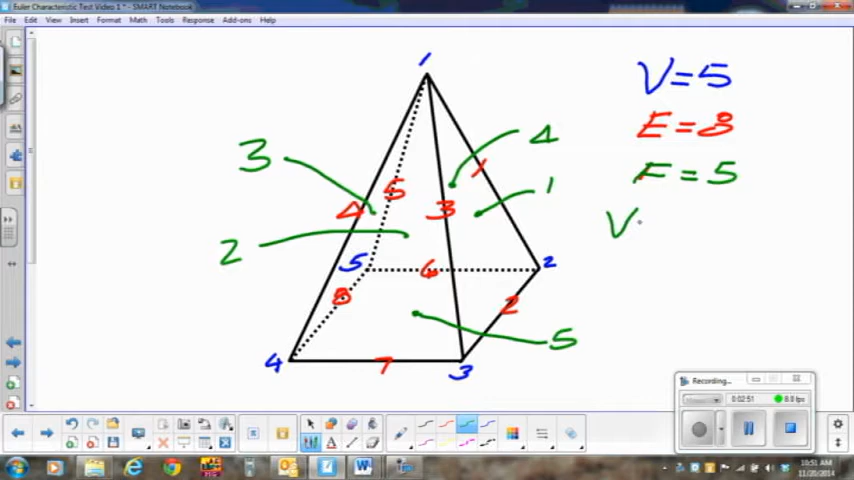 Euler Characteristic Test Video 1 * - SMART Notebook
File Edit View Insert Format Math Tools Response Add-ons Help
1
V=5
E=8
F=5
V
3
4
1
1
5
4
3
2
5
2
6
8
2
5
4
7
3
Recording...
00:02:51
8.0 fps
10:51 AM
11/20/2014